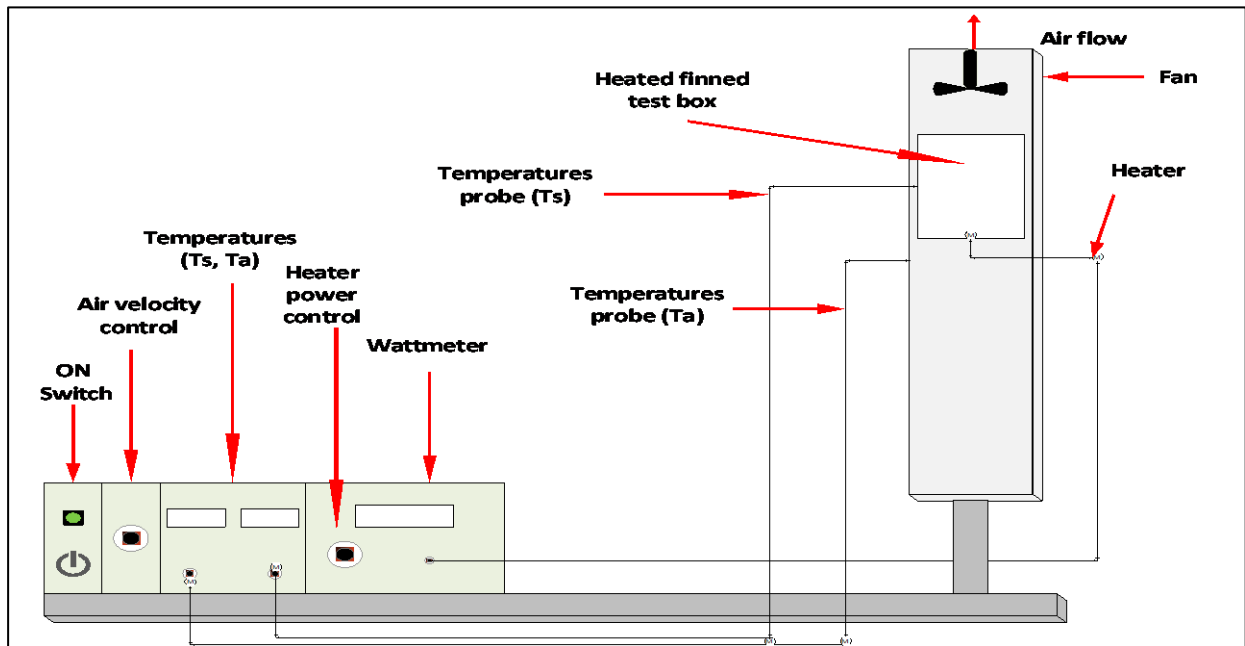 Air flow
Fan
Heated finned
test box
Heater
Temperatures
probe (Ts)
Temperatures
(Ts, Ta)
Heater
power
control
Air velocity
control
Temperatures
probe (Ta)
Wattmeter
ON
Switch
(M)
(M)
(M)
(M)
(M)
(M)